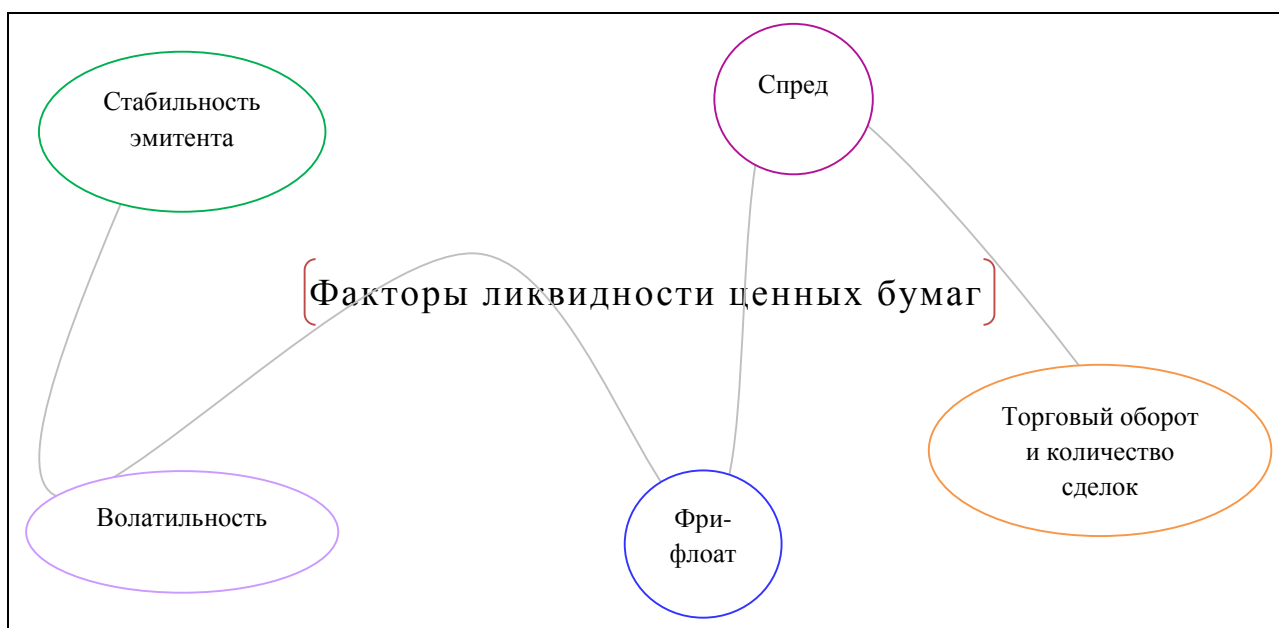 Стабильность
эмитента
Спред
Факторы ликвидности ценных бумаг
Торговый оборот
и количество
сделок
Волатильность
Фри-
флоат